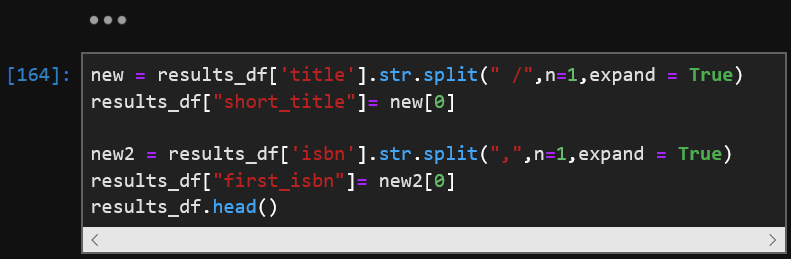 [164]: new = results_df['title'].str.split(" /",n=1,expand = True)
results_df["short_title"]= new[0]

new2 = results_df['isbn'].str.split(",",n=1,expand = True)
results_df["first_isbn"]= new2[0]
results_df.head()